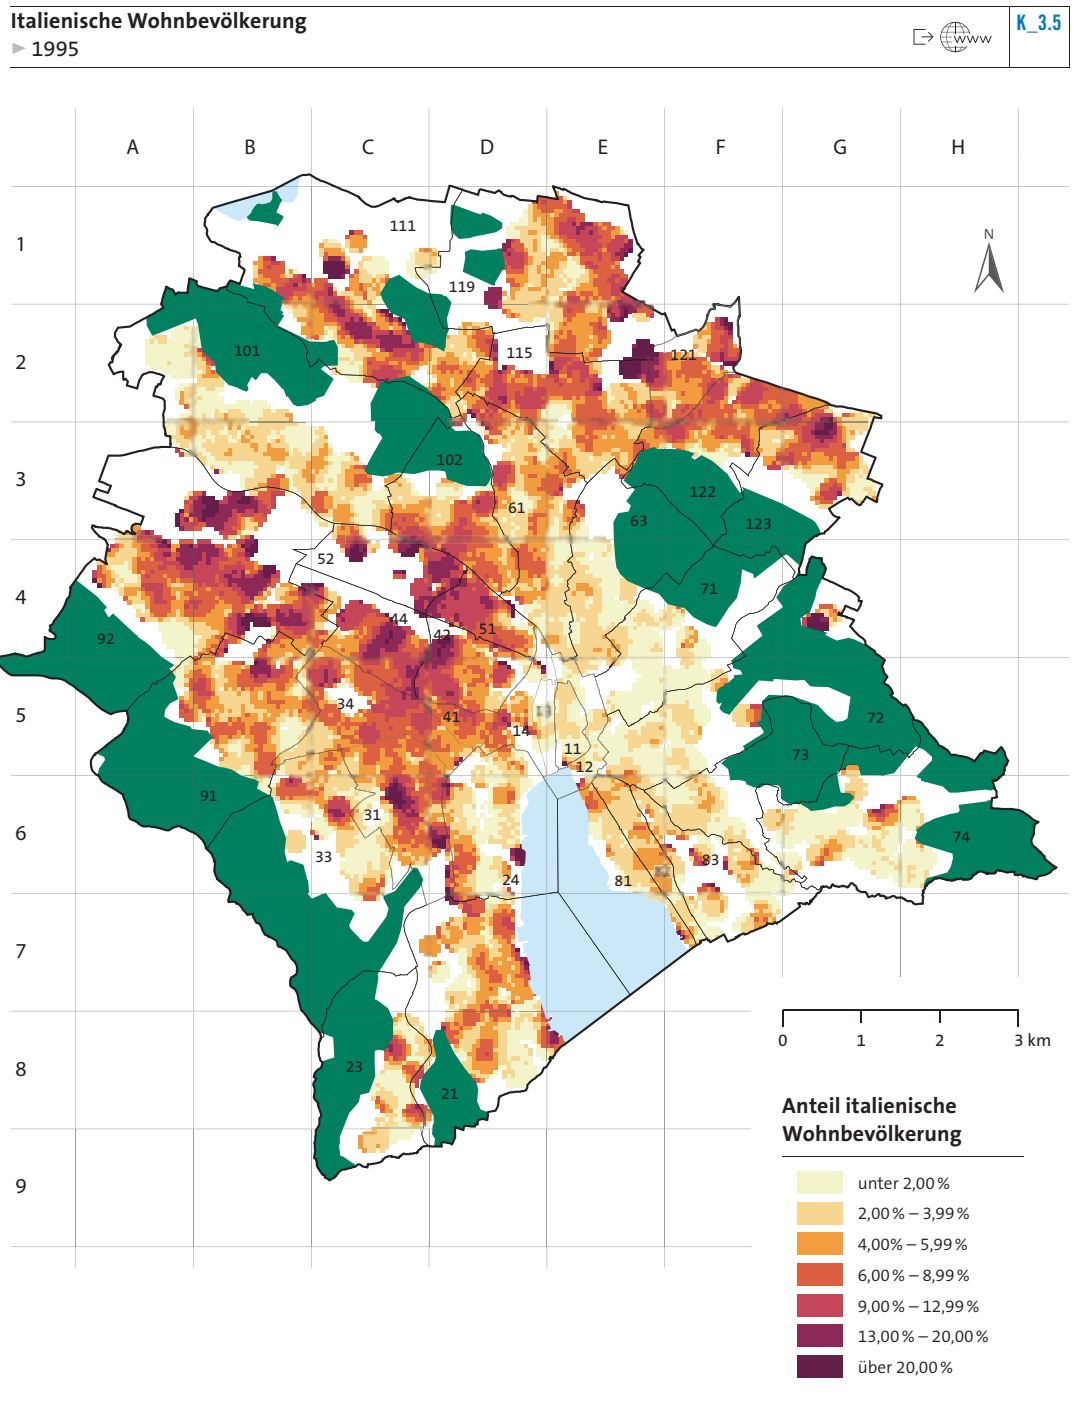 Italienische Wohnbevölkerung
► 1995
www
K_3.5
A B C D E F G H
1
111
N
119
2
101
115
121
3
102
122
61
63
123
52
4
71
92
44
42
51
5
34
41
14
13
72
11
12
73
91
6
31
74
33
83
24
81
7
0 1 2 3 km
8
23
21
Anteil italienische
Wohnbevölkerung
9
unter 2,00 %
2,00 % – 3,99 %
4,00% – 5,99 %
6,00 % – 8,99 %
9,00 % – 12,99 %
13,00 % – 20,00 %
über 20,00 %